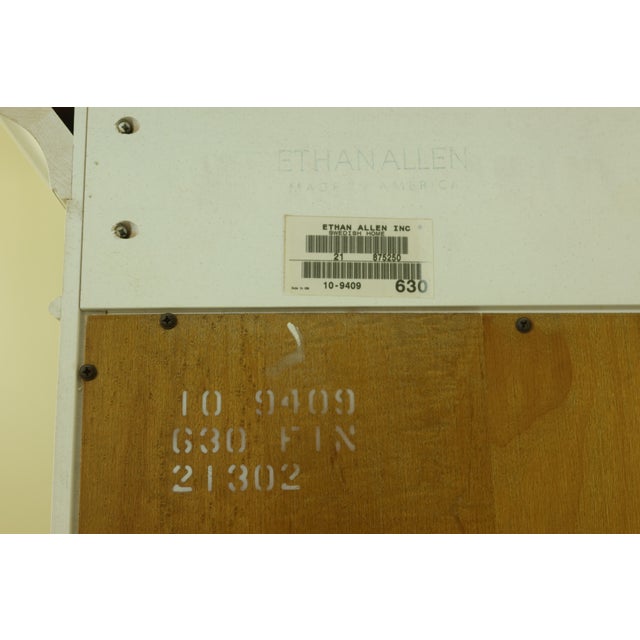 ETHAN ALLEN
MADE IN AMERICA
ETHAN ALLEN INC
SWEDISH HOME
21 875250
10-9409 630
10 9409
630 FIN
21302